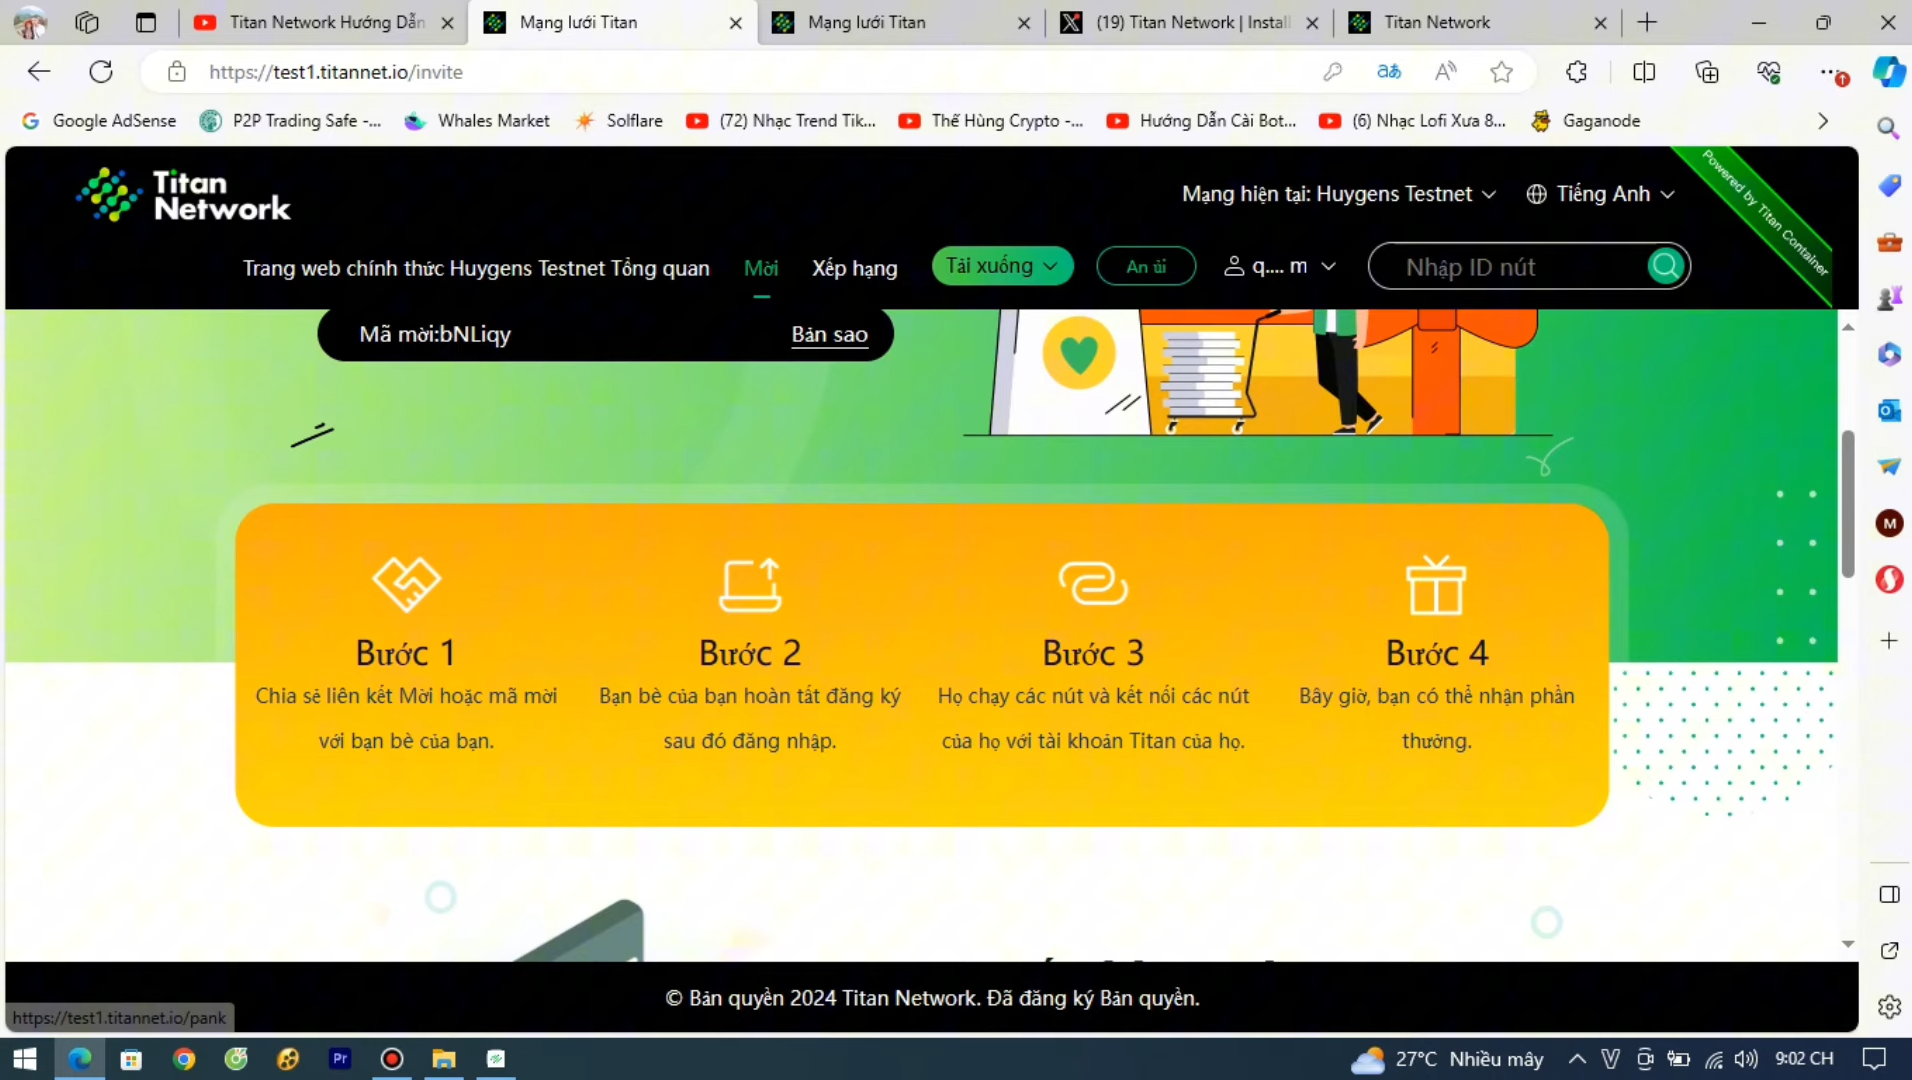 Titan Network Hướng Dẫn
Mạng lưới Titan
Mạng lưới Titan
(19) Titan Network | Install
Titan Network
https://test1.titannet.io/invite
Google AdSense
P2P Trading Safe -...
Whales Market
Solflare
(72) Nhạc Trend Tik...
Thế Hùng Crypto -...
Hướng Dẫn Cài Bot...
(6) Nhạc Lofi Xưa 8...
Gaganode
Titan
Network
Mạng hiện tại: Huygens Testnet
Tiếng Anh
Powered by Titan Container
Trang web chính thức Huygens Testnet Tổng quan
Mời
Xếp hạng
Tải xuống
An ủi
q.... m
Nhập ID nút
Mã mời:bNLiqy
Bản sao
Bước 1
Chia sẻ liên kết Mời hoặc mã mời
với bạn bè của bạn.
Bước 2
Bạn bè của bạn hoàn tất đăng ký
sau đó đăng nhập.
Bước 3
Họ chạy các nút và kết nối các nút
của họ với tài khoản Titan của họ.
Bước 4
Bây giờ, bạn có thể nhận phần
thưởng.
© Bản quyền 2024 Titan Network. Đã đăng ký Bản quyền.
https://test1.titannet.io/pank
M
Pr
27°C Nhiều mây
V
9:02 CH